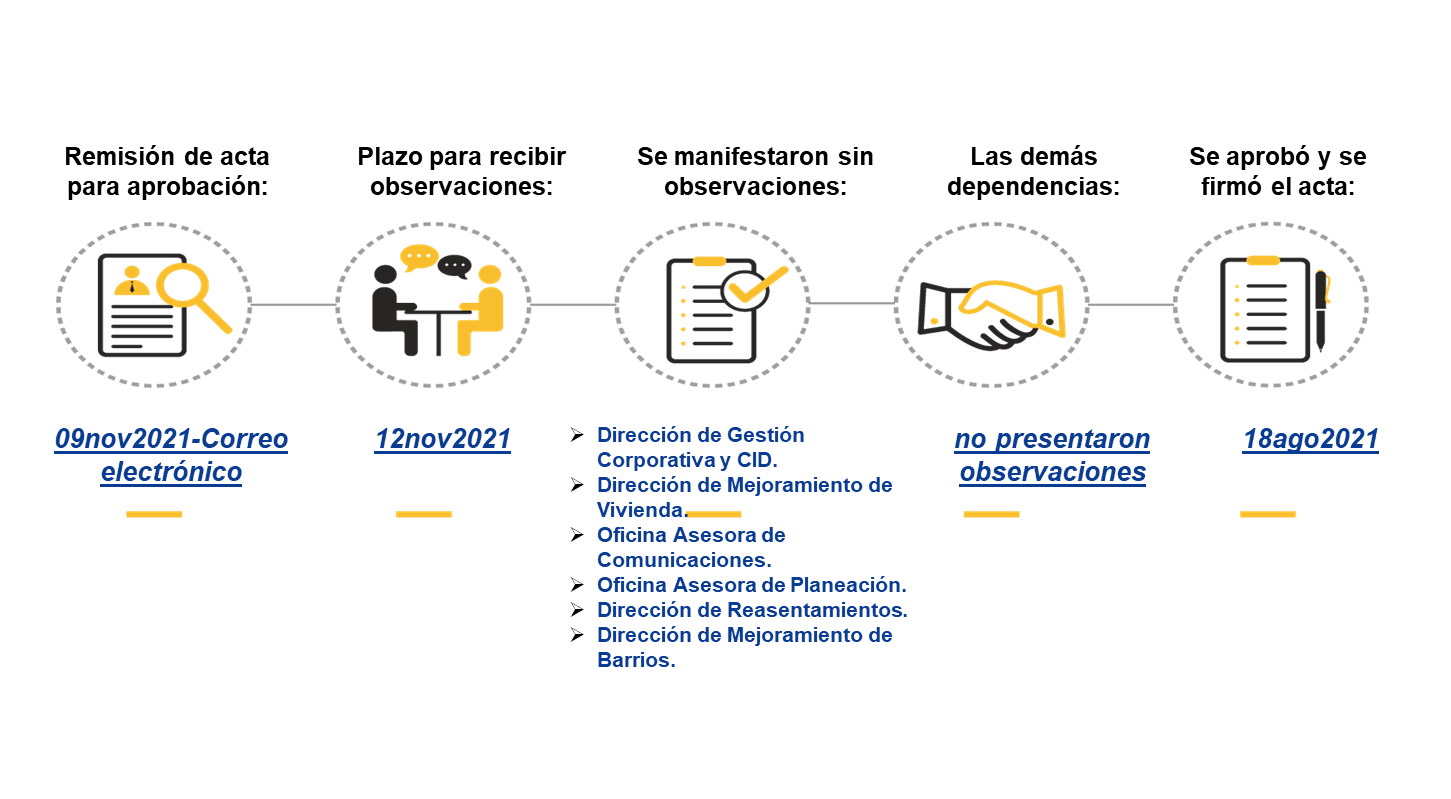 Remisión de acta
para aprobación:
09nov2021-Correo
electrónico
Plazo para recibir
observaciones:
12nov2021
Se manifestaron sin
observaciones:
➢ Dirección de Gestión
Corporativa y CID.
➢ Dirección de Mejoramiento de
Vivienda.
➢ Oficina Asesora de
Comunicaciones.
➢ Oficina Asesora de Planeación.
➢ Dirección de Reasentamientos.
➢ Dirección de Mejoramiento de
Barrios.
Las demás
dependencias:
no presentaron
observaciones
Se aprobó y se
firmó el acta:
18ago2021